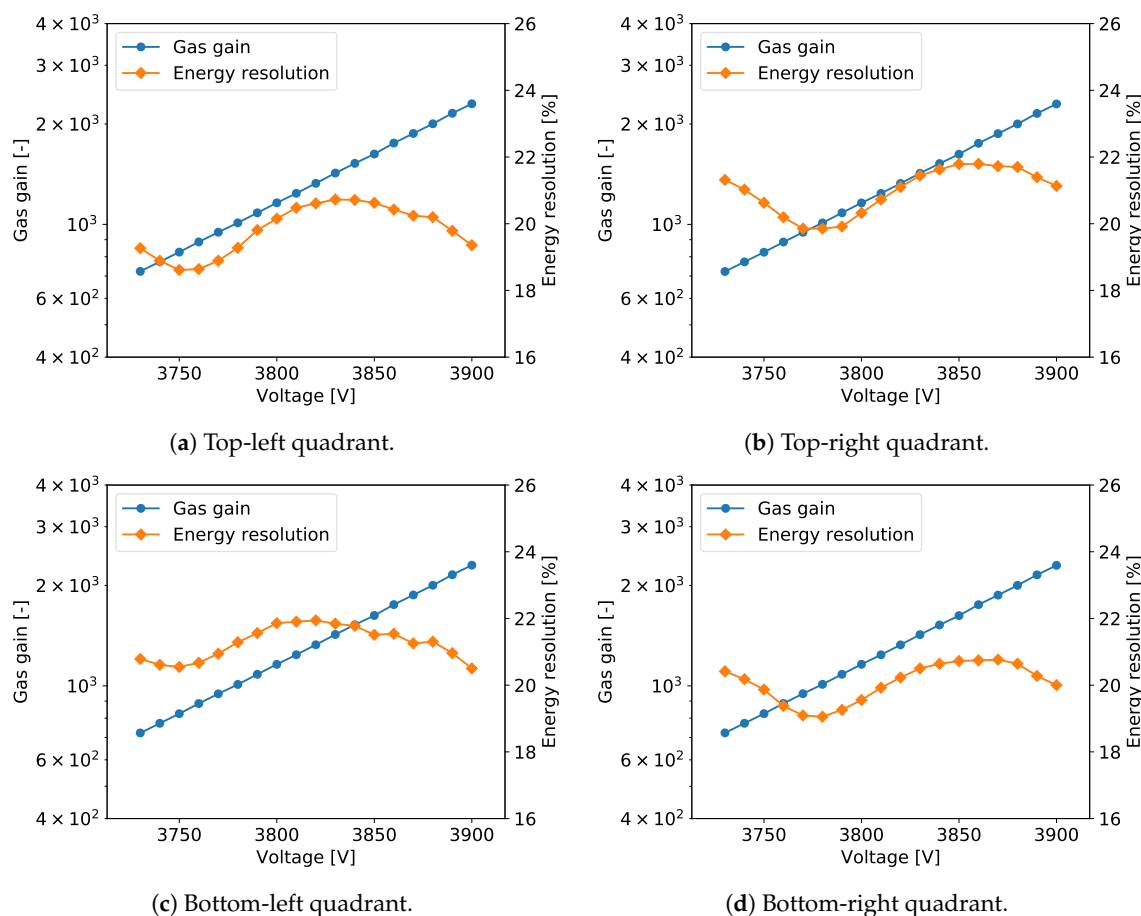 4 × 10³
3 × 10³
2 × 10³
10³
6 × 10²
4 × 10²
Gas gain [-]
Gas gain
Energy resolution
26
24
22
20
18
16
Energy resolution [%]
3750 3800 3850 3900
Voltage [V]
(a) Top-left quadrant.
4 × 10³
3 × 10³
2 × 10³
10³
6 × 10²
4 × 10²
Gas gain [-]
Gas gain
Energy resolution
26
24
22
20
18
16
Energy resolution [%]
3750 3800 3850 3900
Voltage [V]
(b) Top-right quadrant.
4 × 10³
3 × 10³
2 × 10³
10³
6 × 10²
4 × 10²
Gas gain [-]
Gas gain
Energy resolution
26
24
22
20
18
16
Energy resolution [%]
3750 3800 3850 3900
Voltage [V]
(c) Bottom-left quadrant.
4 × 10³
3 × 10³
2 × 10³
10³
6 × 10²
4 × 10²
Gas gain [-]
Gas gain
Energy resolution
26
24
22
20
18
16
Energy resolution [%]
3750 3800 3850 3900
Voltage [V]
(d) Bottom-right quadrant.